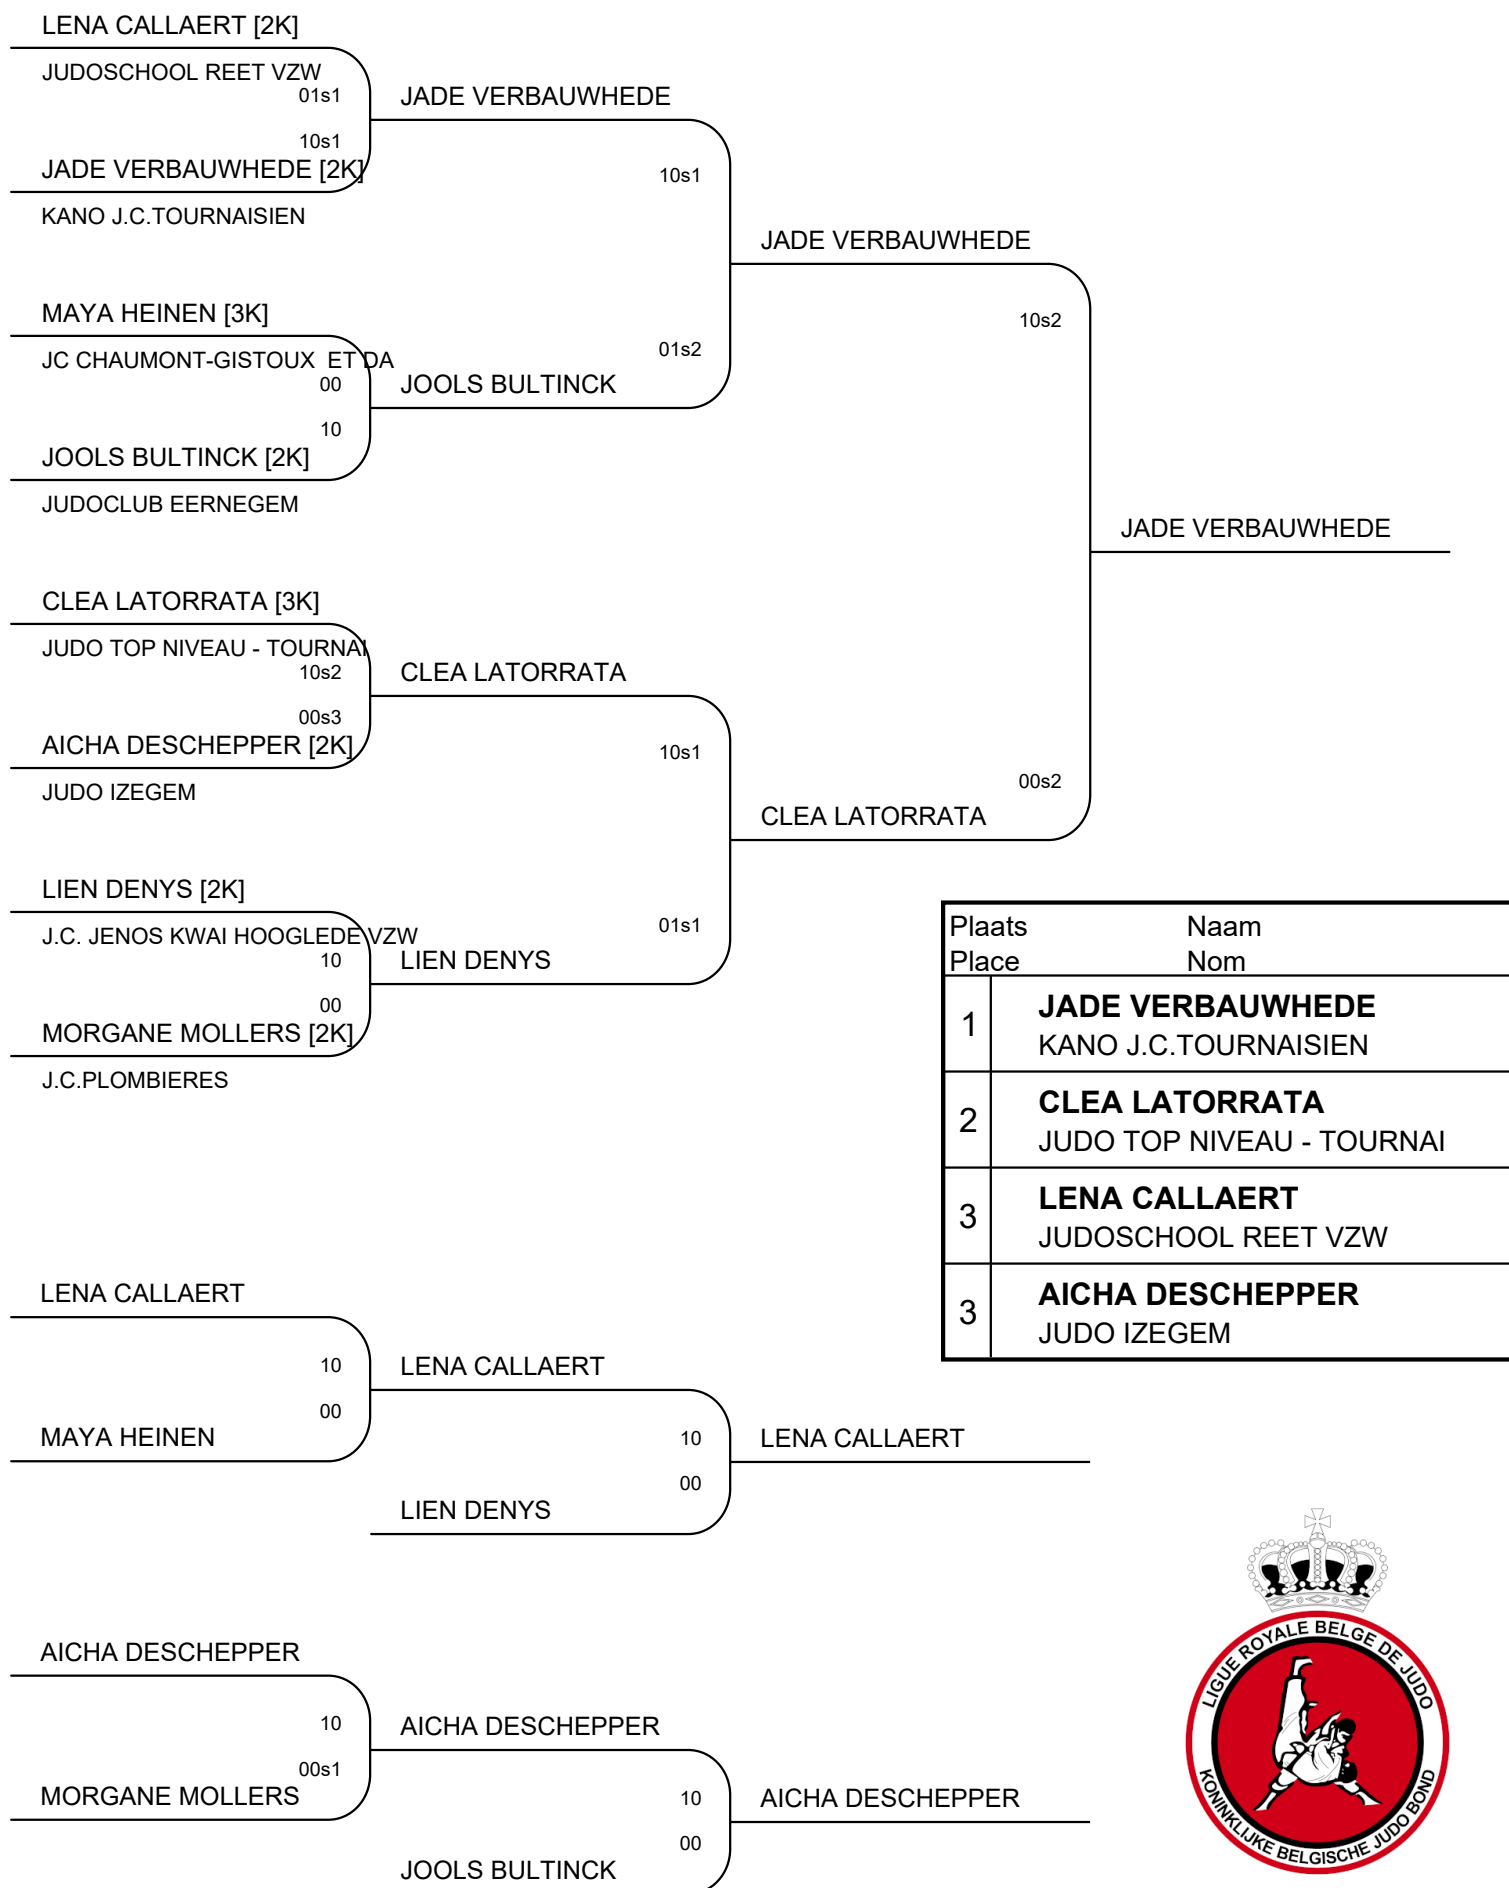 LENA CALLAERT [2K]
JUDOSCHOOL REET VZW
01s1
JADE VERBAUWHEDE
10s1
JADE VERBAUWHEDE [2K]
10s1
KANO J.C.TOURNAISIEN
JADE VERBAUWHEDE
MAYA HEINEN [3K]
10s2
JC CHAUMONT-GISTOUX  ET DA
01s2
00
JOOLS BULTINCK
10
JOOLS BULTINCK [2K]
JUDOCLUB EERNEGEM
JADE VERBAUWHEDE
CLEA LATORRATA [3K]
JUDO TOP NIVEAU - TOURNAI
10s2
CLEA LATORRATA
00s3
AICHA DESCHEPPER [2K]
10s1
JUDO IZEGEM
00s2
CLEA LATORRATA
LIEN DENYS [2K]
J.C. JENOS KWAI HOOGLEDE VZW
01s1
10
LIEN DENYS
00
MORGANE MOLLERS [2K]
J.C.PLOMBIERES
Plaats Naam
Place Nom
1 JADE VERBAUWHEDE
KANO J.C.TOURNAISIEN
2 CLEA LATORRATA
JUDO TOP NIVEAU - TOURNAI
3 LENA CALLAERT
JUDOSCHOOL REET VZW
3 AICHA DESCHEPPER
JUDO IZEGEM
LENA CALLAERT
10
LENA CALLAERT
00
MAYA HEINEN
10
LENA CALLAERT
00
LIEN DENYS
AICHA DESCHEPPER
10
AICHA DESCHEPPER
00s1
MORGANE MOLLERS
10
AICHA DESCHEPPER
00
JOOLS BULTINCK
LIGUE ROYALE BELGE DE JUDO
KONINKLIJKE BELGISCHE JUDO BOND